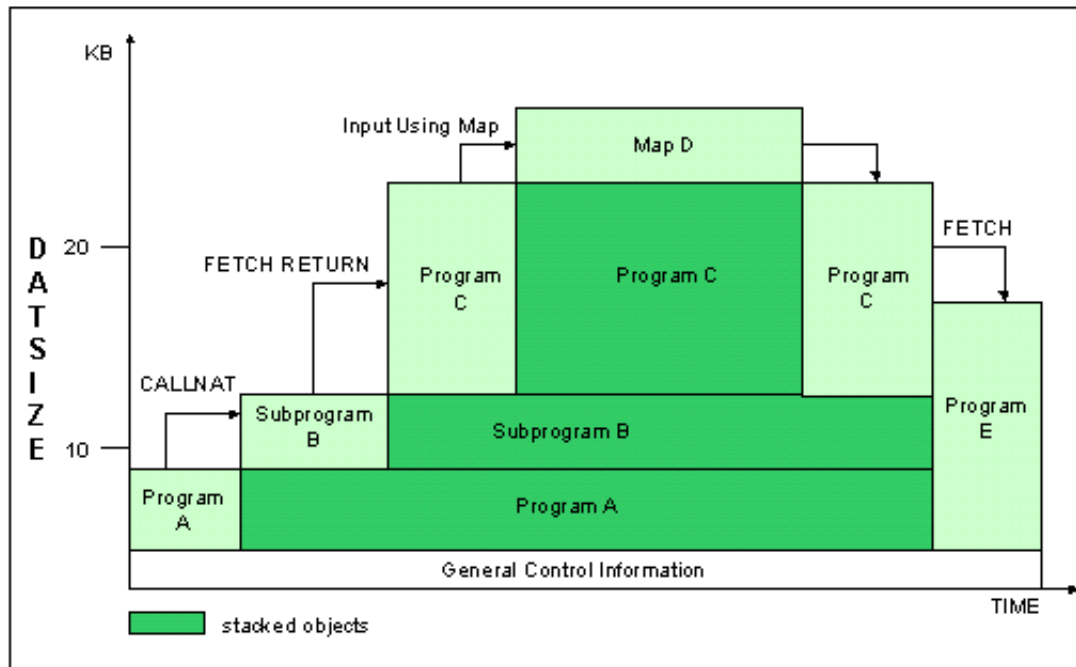 KB
Input Using Map
Map D
DATSIZE
20
FETCH RETURN
Program
C
Program C
Program
C
FETCH
CALLNAT
Subprogram
B
Subprogram B
Program
E
10
Program
A
Program A
General Control Information
TIME
stacked objects